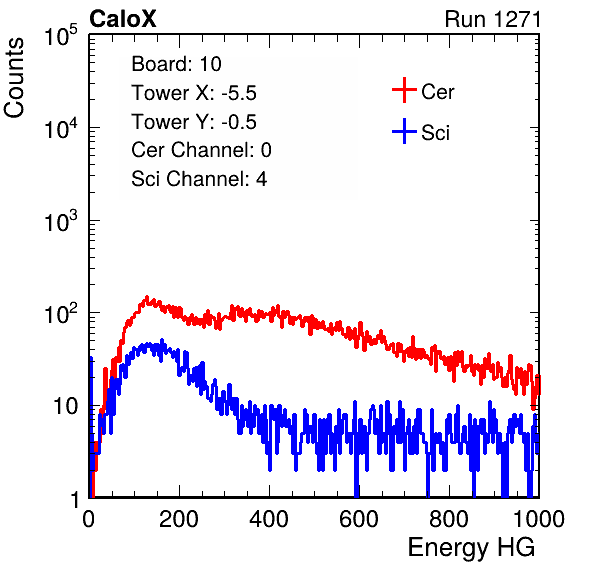 CaloX Run 1271
Counts
10^5
Board: 10
Tower X: -5.5
Tower Y: -0.5
Cer Channel: 0
Sci Channel: 4
Cer
Sci
10^4
10^3
10^2
10
1
0 200 400 600 800 1000
Energy HG